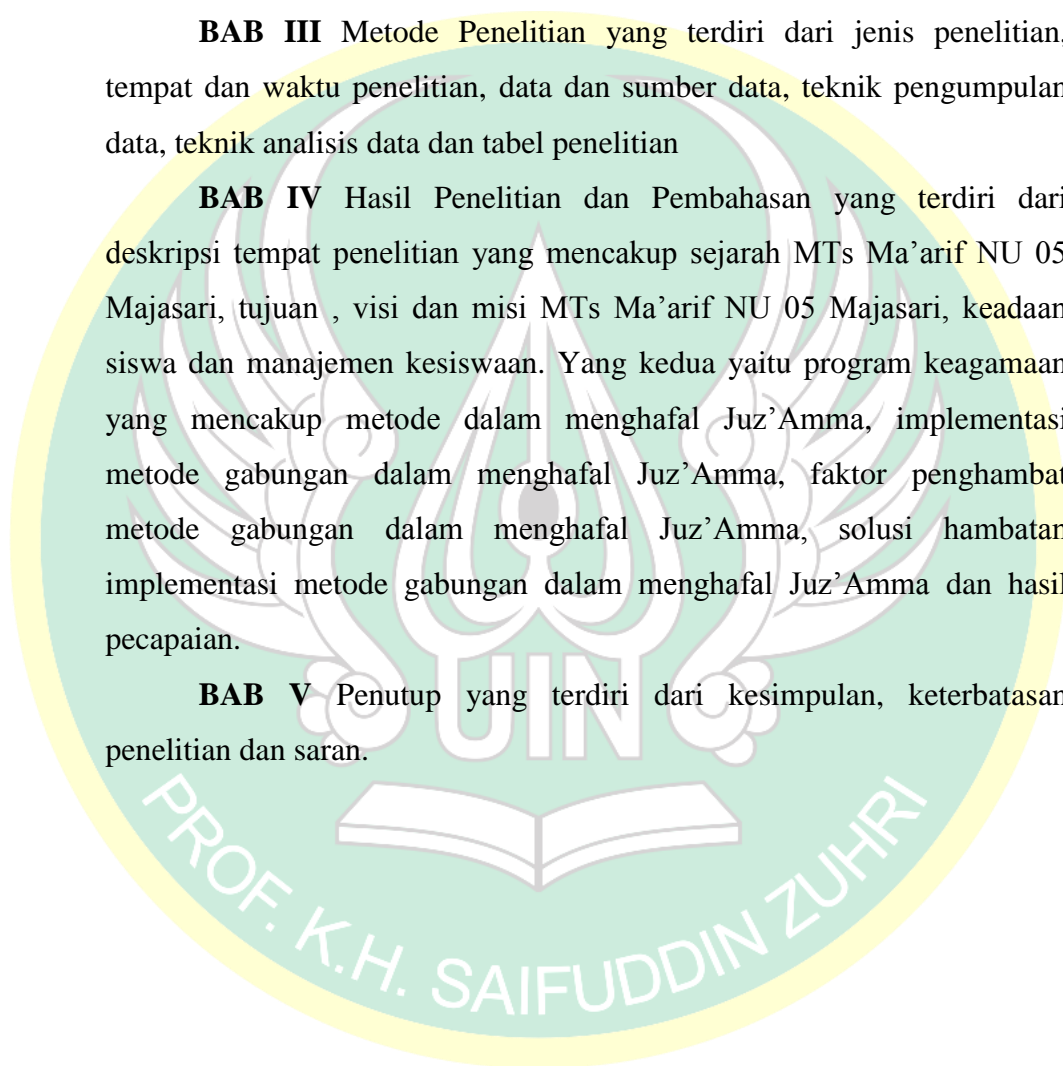 BAB III Metode Penelitian yang terdiri dari jenis penelitian,
tempat dan waktu penelitian, data dan sumber data, teknik pengumpulan
data, teknik analisis data dan tabel penelitian
BAB IV Hasil Penelitian dan Pembahasan yang terdiri dari
deskripsi tempat penelitian yang mencakup sejarah MTs Ma’arif NU 05
Majasari, tujuan , visi dan misi MTs Ma’arif NU 05 Majasari, keadaan
siswa dan manajemen kesiswaan. Yang kedua yaitu program keagamaan
yang mencakup metode dalam menghafal Juz’Amma, implementasi
metode gabungan dalam menghafal Juz’Amma, faktor penghambat
metode gabungan dalam menghafal Juz’Amma, solusi hambatan
implementasi metode gabungan dalam menghafal Juz’Amma dan hasil
pecapaian.
BAB V Penutup yang terdiri dari kesimpulan, keterbatasan
penelitian dan saran.
UIN
PROF. K.H. SAIFUDDIN ZUHRI